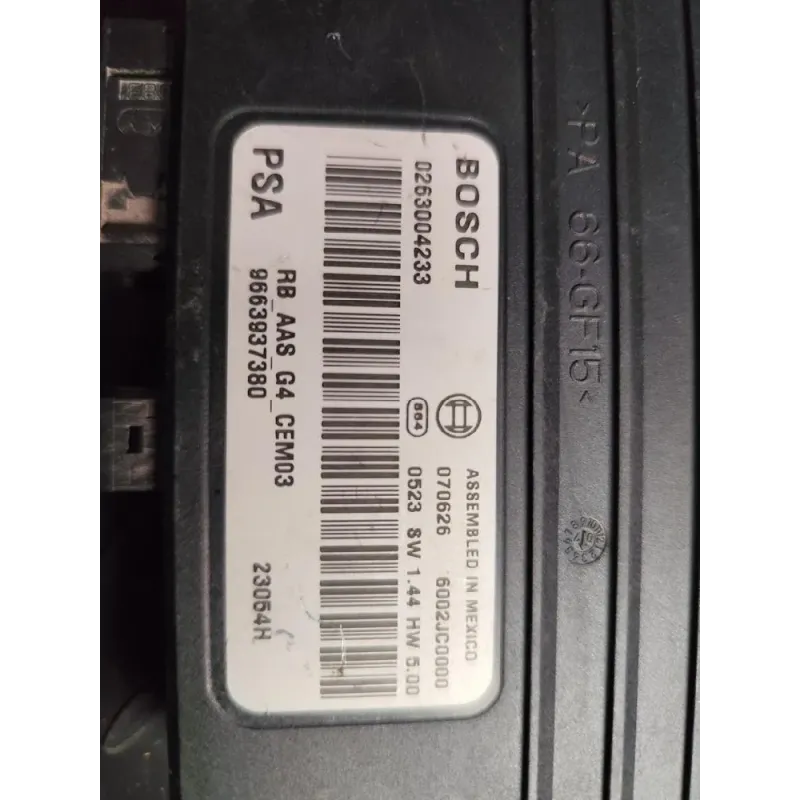 BOSCH
0263004233
ASSEMBLED IN MEXICO
070626 6002JC0000
664
0523 SW 1.44 HW 5.00
PSA
RB_AAS_G4_CEM03
9663937380
23054H
>PA 66-GF15<